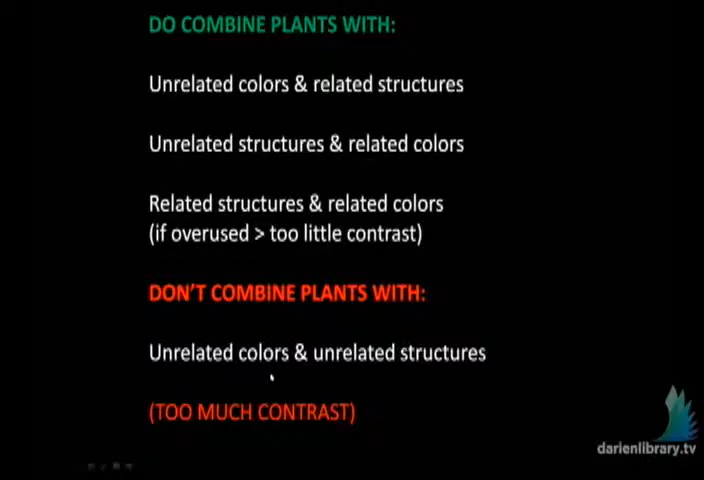 DO COMBINE PLANTS WITH:
Unrelated colors & related structures
Unrelated structures & related colors
Related structures & related colors
(if overused > too little contrast)
DON'T COMBINE PLANTS WITH:
Unrelated colors & unrelated structures
(TOO MUCH CONTRAST)
darienlibrary.tv